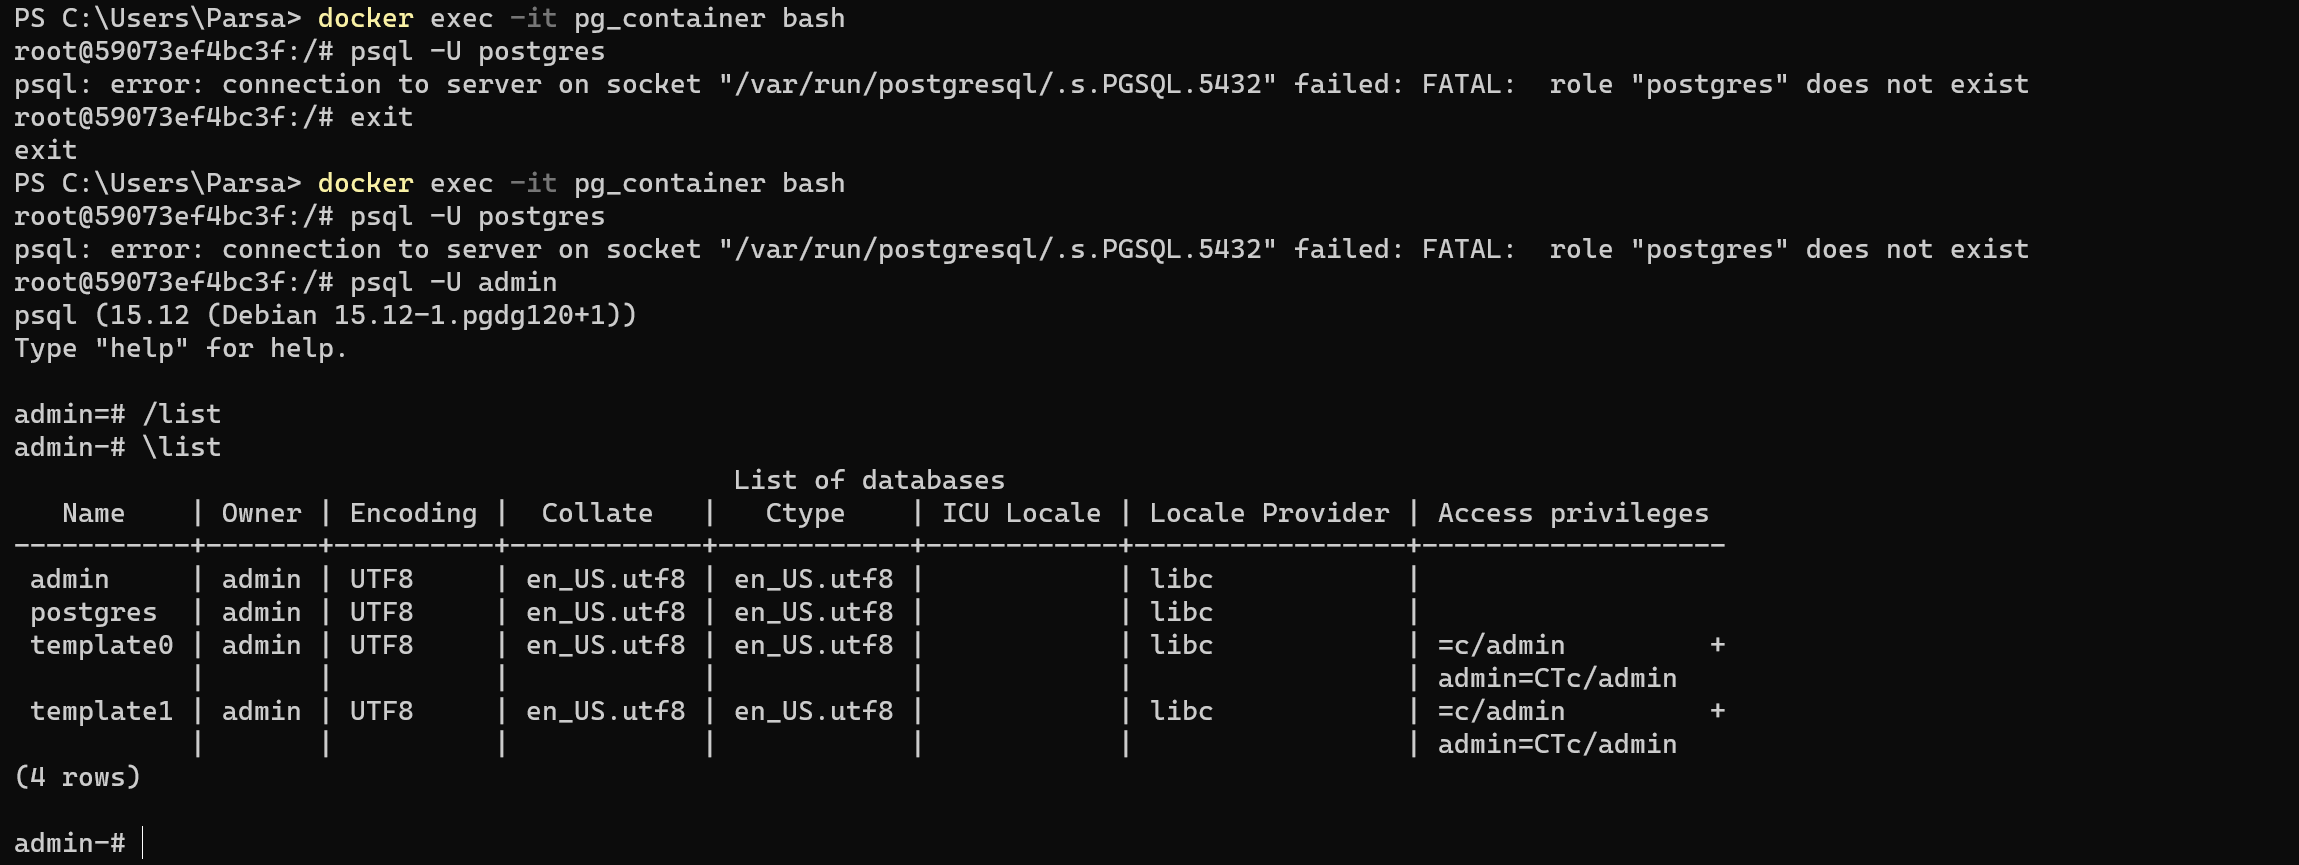 PS C:\Users\Parsa> docker exec -it pg_container bash
root@59073ef4bc3f:/# psql -U postgres
psql: error: connection to server on socket "/var/run/postgresql/.s.PGSQL.5432" failed: FATAL:  role "postgres" does not exist
root@59073ef4bc3f:/# exit
exit
PS C:\Users\Parsa> docker exec -it pg_container bash
root@59073ef4bc3f:/# psql -U postgres
psql: error: connection to server on socket "/var/run/postgresql/.s.PGSQL.5432" failed: FATAL:  role "postgres" does not exist
root@59073ef4bc3f:/# psql -U admin
psql (15.12 (Debian 15.12-1.pgdg120+1))
Type "help" for help.

admin=# /list
admin-# \list
                                             List of databases
   Name    | Owner | Encoding |  Collate   |   Ctype    | ICU Locale | Locale Provider | Access privileges
-----------+-------+----------+------------+------------+------------+-----------------+-------------------
 admin     | admin | UTF8     | en_US.utf8 | en_US.utf8 |            | libc            |
 postgres  | admin | UTF8     | en_US.utf8 | en_US.utf8 |            | libc            |
 template0 | admin | UTF8     | en_US.utf8 | en_US.utf8 |            | libc            | =c/admin         +
           |       |          |            |            |            |                 | admin=CTc/admin
 template1 | admin | UTF8     | en_US.utf8 | en_US.utf8 |            | libc            | =c/admin         +
           |       |          |            |            |            |                 | admin=CTc/admin
(4 rows)

admin-#